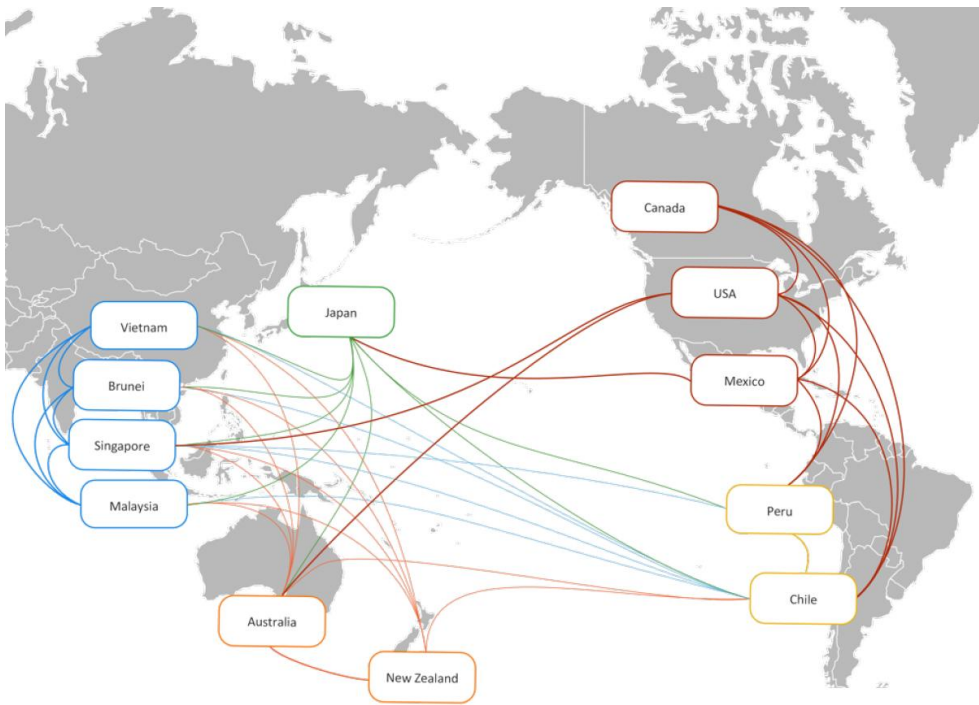 Canada
USA
Japan
Vietnam
Mexico
Brunei
Singapore
Malaysia
Peru
Chile
Australia
New Zealand